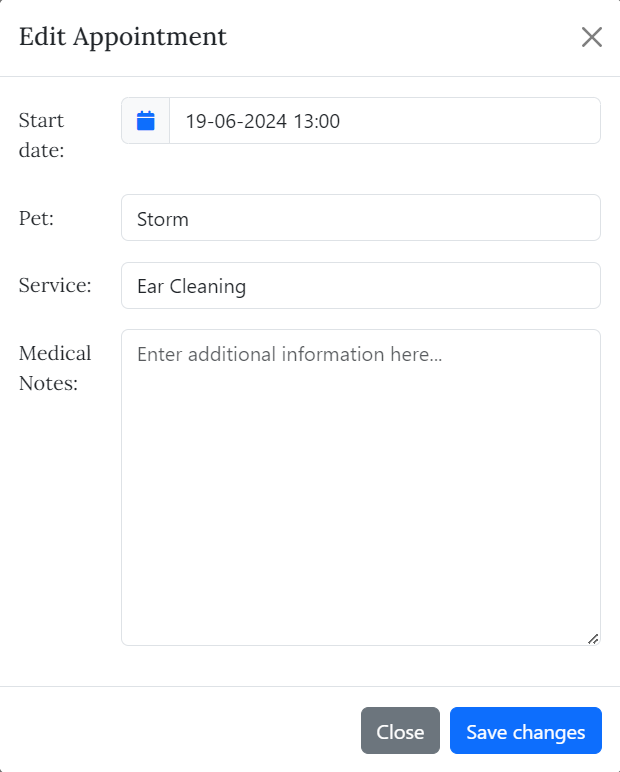 Edit Appointment
Start
date:
19-06-2024 13:00
Pet:
Storm
Service:
Ear Cleaning
Medical
Notes:
Enter additional information here...
Close
Save changes